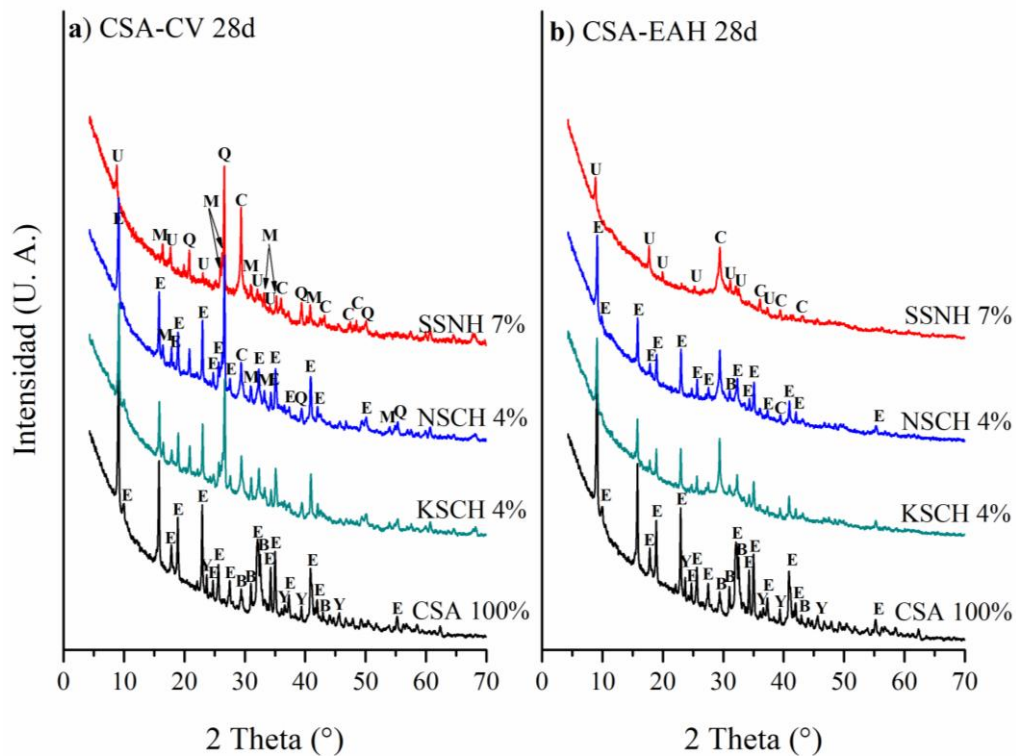 a) CSA-CV 28d
U
Q
M
C
E
M U Q
U
M
M U U
C
Q M C
C C Q
SSNH 7%
E
M E E
E
E E E
C
M E M E
E Q
E
E
E
M Q
NSCH 4%
KSCH 4%
E
E
E
E
Y E E
E
B B
E B
E E
Y E Y
E
E
B Y
E
CSA 100%
0 10 20 30 40 50 60 70
2 Theta (°)
Intensidad (U. A.)
b) CSA-EAH 28d
U
U
U
U
C
U U
C U C C
SSNH 7%
E
E
E
E E
E
E E
B E
E E
E C
E
E
E
NSCH 4%
KSCH 4%
E
E
E
E
Y E E
E
B B
E B
E E
Y E Y
E
E
B Y
E
CSA 100%
0 10 20 30 40 50 60 70
2 Theta (°)